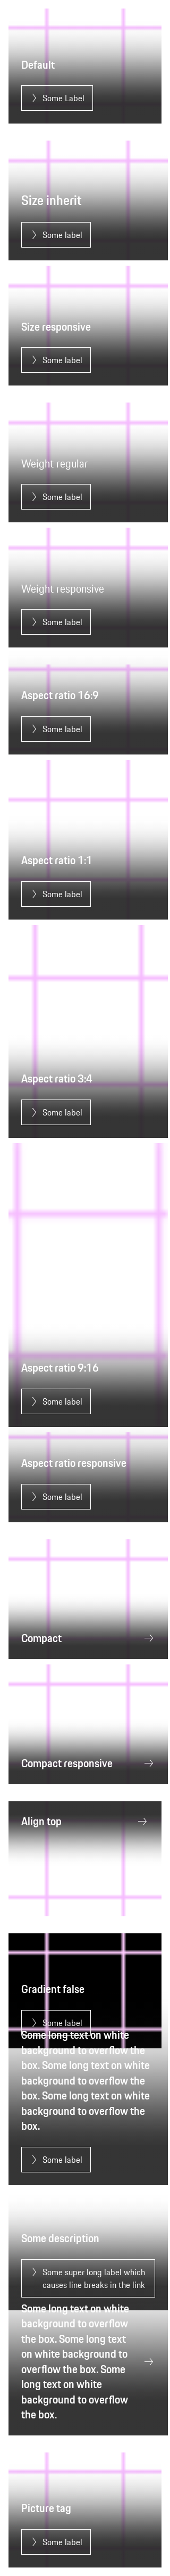 Default
Some Label
Size inherit
Some label
Size responsive
Some label
Weight regular
Some label
Weight responsive
Some label
Aspect ratio 16:9
Some label
Aspect ratio 1:1
Some label
Aspect ratio 3:4
Some label
Aspect ratio 9:16
Some label
Aspect ratio responsive
Some label
Compact
Compact responsive
Align top
Gradient false
Some label
Some long text on white
background to overflow the
box. Some long text on white
background to overflow the
box. Some long text on white
background to overflow the
box.
Some label
Some description
Some super long label which
causes line breaks in the link
Some long text on white
background to overflow
the box. Some long text
on white background to
overflow the box. Some
long text on white
background to overflow
the box.
Picture tag
Some label